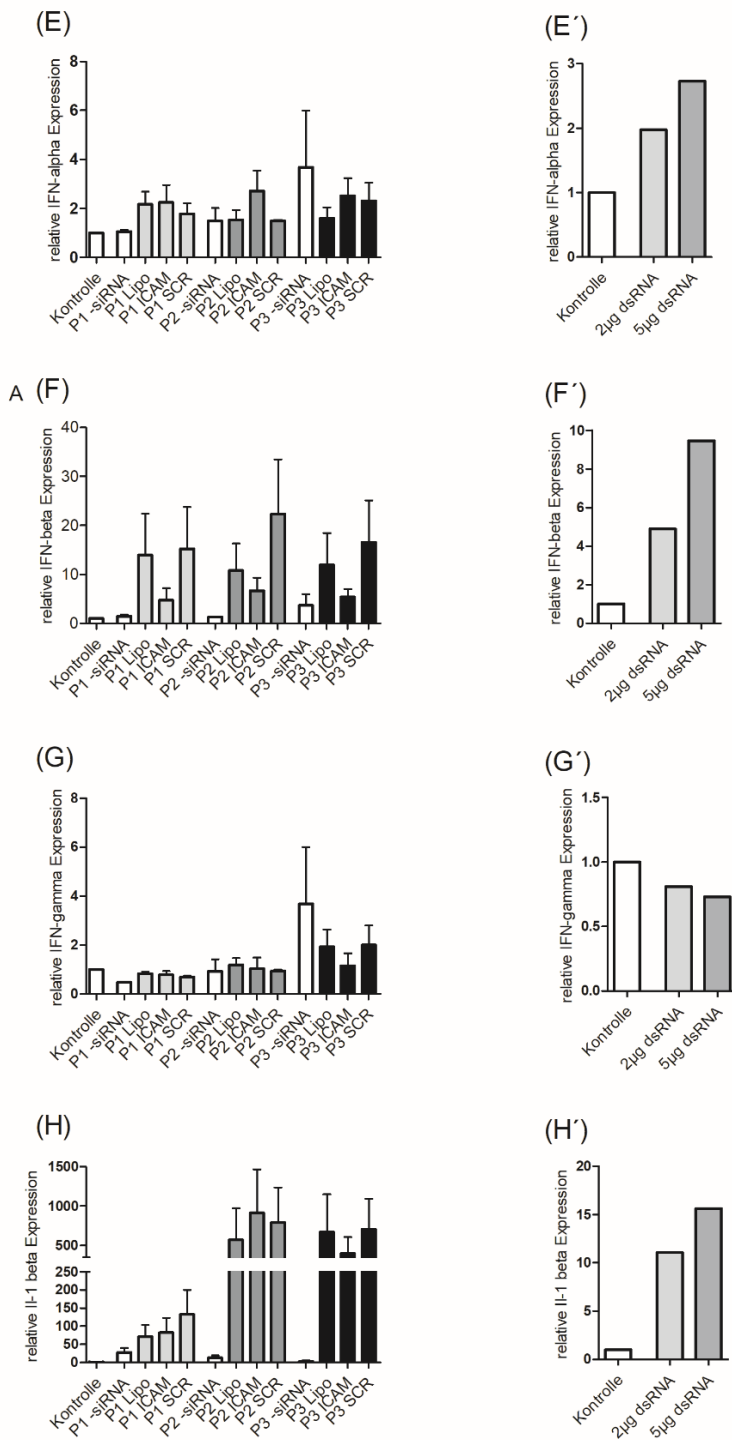 (E)
(E´)
relative IFN-alpha Expression
8
6
4
2
0
Kontrolle
P1 -siRNA
P1 Lipo
P1 ICAM
P1 SCR
P2 -siRNA
P2 Lipo
P2 ICAM
P2 SCR
P3 -siRNA
P3 Lipo
P3 ICAM
P3 SCR
relative IFN-alpha Expression
3
2
1
0
Kontrolle
2µg dsRNA
5µg dsRNA
A (F)
(F´)
relative IFN-beta Expression
40
30
20
10
0
Kontrolle
P1 -siRNA
P1 Lipo
P1 ICAM
P1 SCR
P2 -siRNA
P2 Lipo
P2 ICAM
P2 SCR
P3 -siRNA
P3 Lipo
P3 ICAM
P3 SCR
relative IFN-beta Expression
10
8
6
4
2
0
Kontrolle
2µg dsRNA
5µg dsRNA
(G)
(G´)
relative IFN-gamma Expression
8
6
4
2
0
Kontrolle
P1 -siRNA
P1 Lipo
P1 ICAM
P1 SCR
P2 -siRNA
P2 Lipo
P2 ICAM
P2 SCR
P3 -siRNA
P3 Lipo
P3 ICAM
P3 SCR
relative IFN-gamma Expression
1.5
1.0
0.5
0.0
Kontrolle
2µg dsRNA
5µg dsRNA
(H)
(H´)
relative Il-1 beta Expression
1500
1000
500
250
200
150
100
50
0
Kontrolle
P1 -siRNA
P1 Lipo
P1 ICAM
P1 SCR
P2 -siRNA
P2 Lipo
P2 ICAM
P2 SCR
P3 -siRNA
P3 Lipo
P3 ICAM
P3 SCR
relative Il-1 beta Expression
20
15
10
5
0
Kontrolle
2µg dsRNA
5µg dsRNA